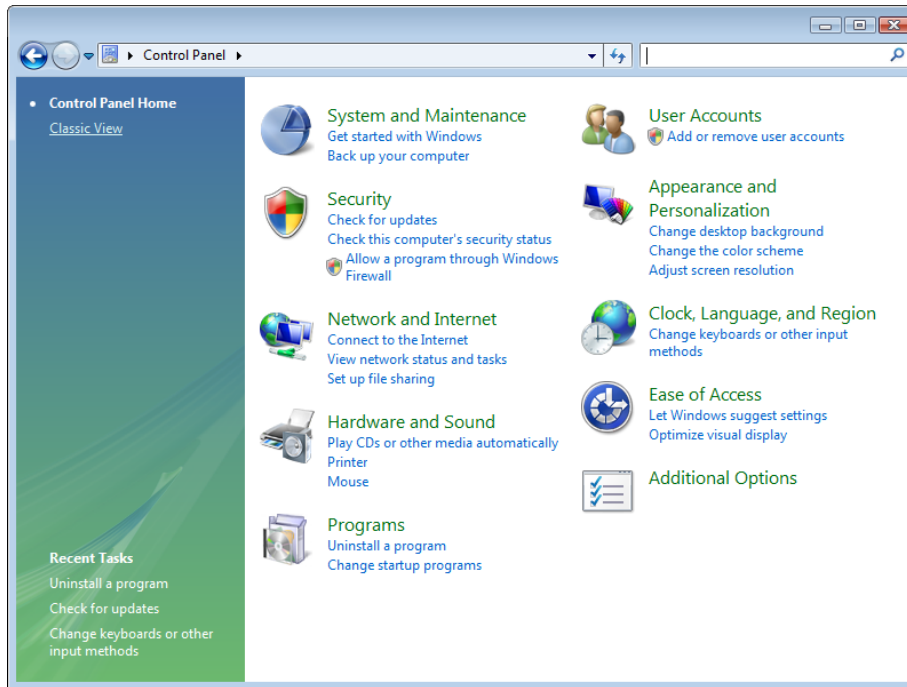 Control Panel
Control Panel Home
Classic View
System and Maintenance
Get started with Windows
Back up your computer
Security
Check for updates
Check this computer's security status
Allow a program through Windows
Firewall
Network and Internet
Connect to the Internet
View network status and tasks
Set up file sharing
Hardware and Sound
Play CDs or other media automatically
Printer
Mouse
Programs
Uninstall a program
Change startup programs
User Accounts
Add or remove user accounts
Appearance and
Personalization
Change desktop background
Change the color scheme
Adjust screen resolution
Clock, Language, and Region
Change keyboards or other input
methods
Ease of Access
Let Windows suggest settings
Optimize visual display
Additional Options
Recent Tasks
Uninstall a program
Check for updates
Change keyboards or other
input methods